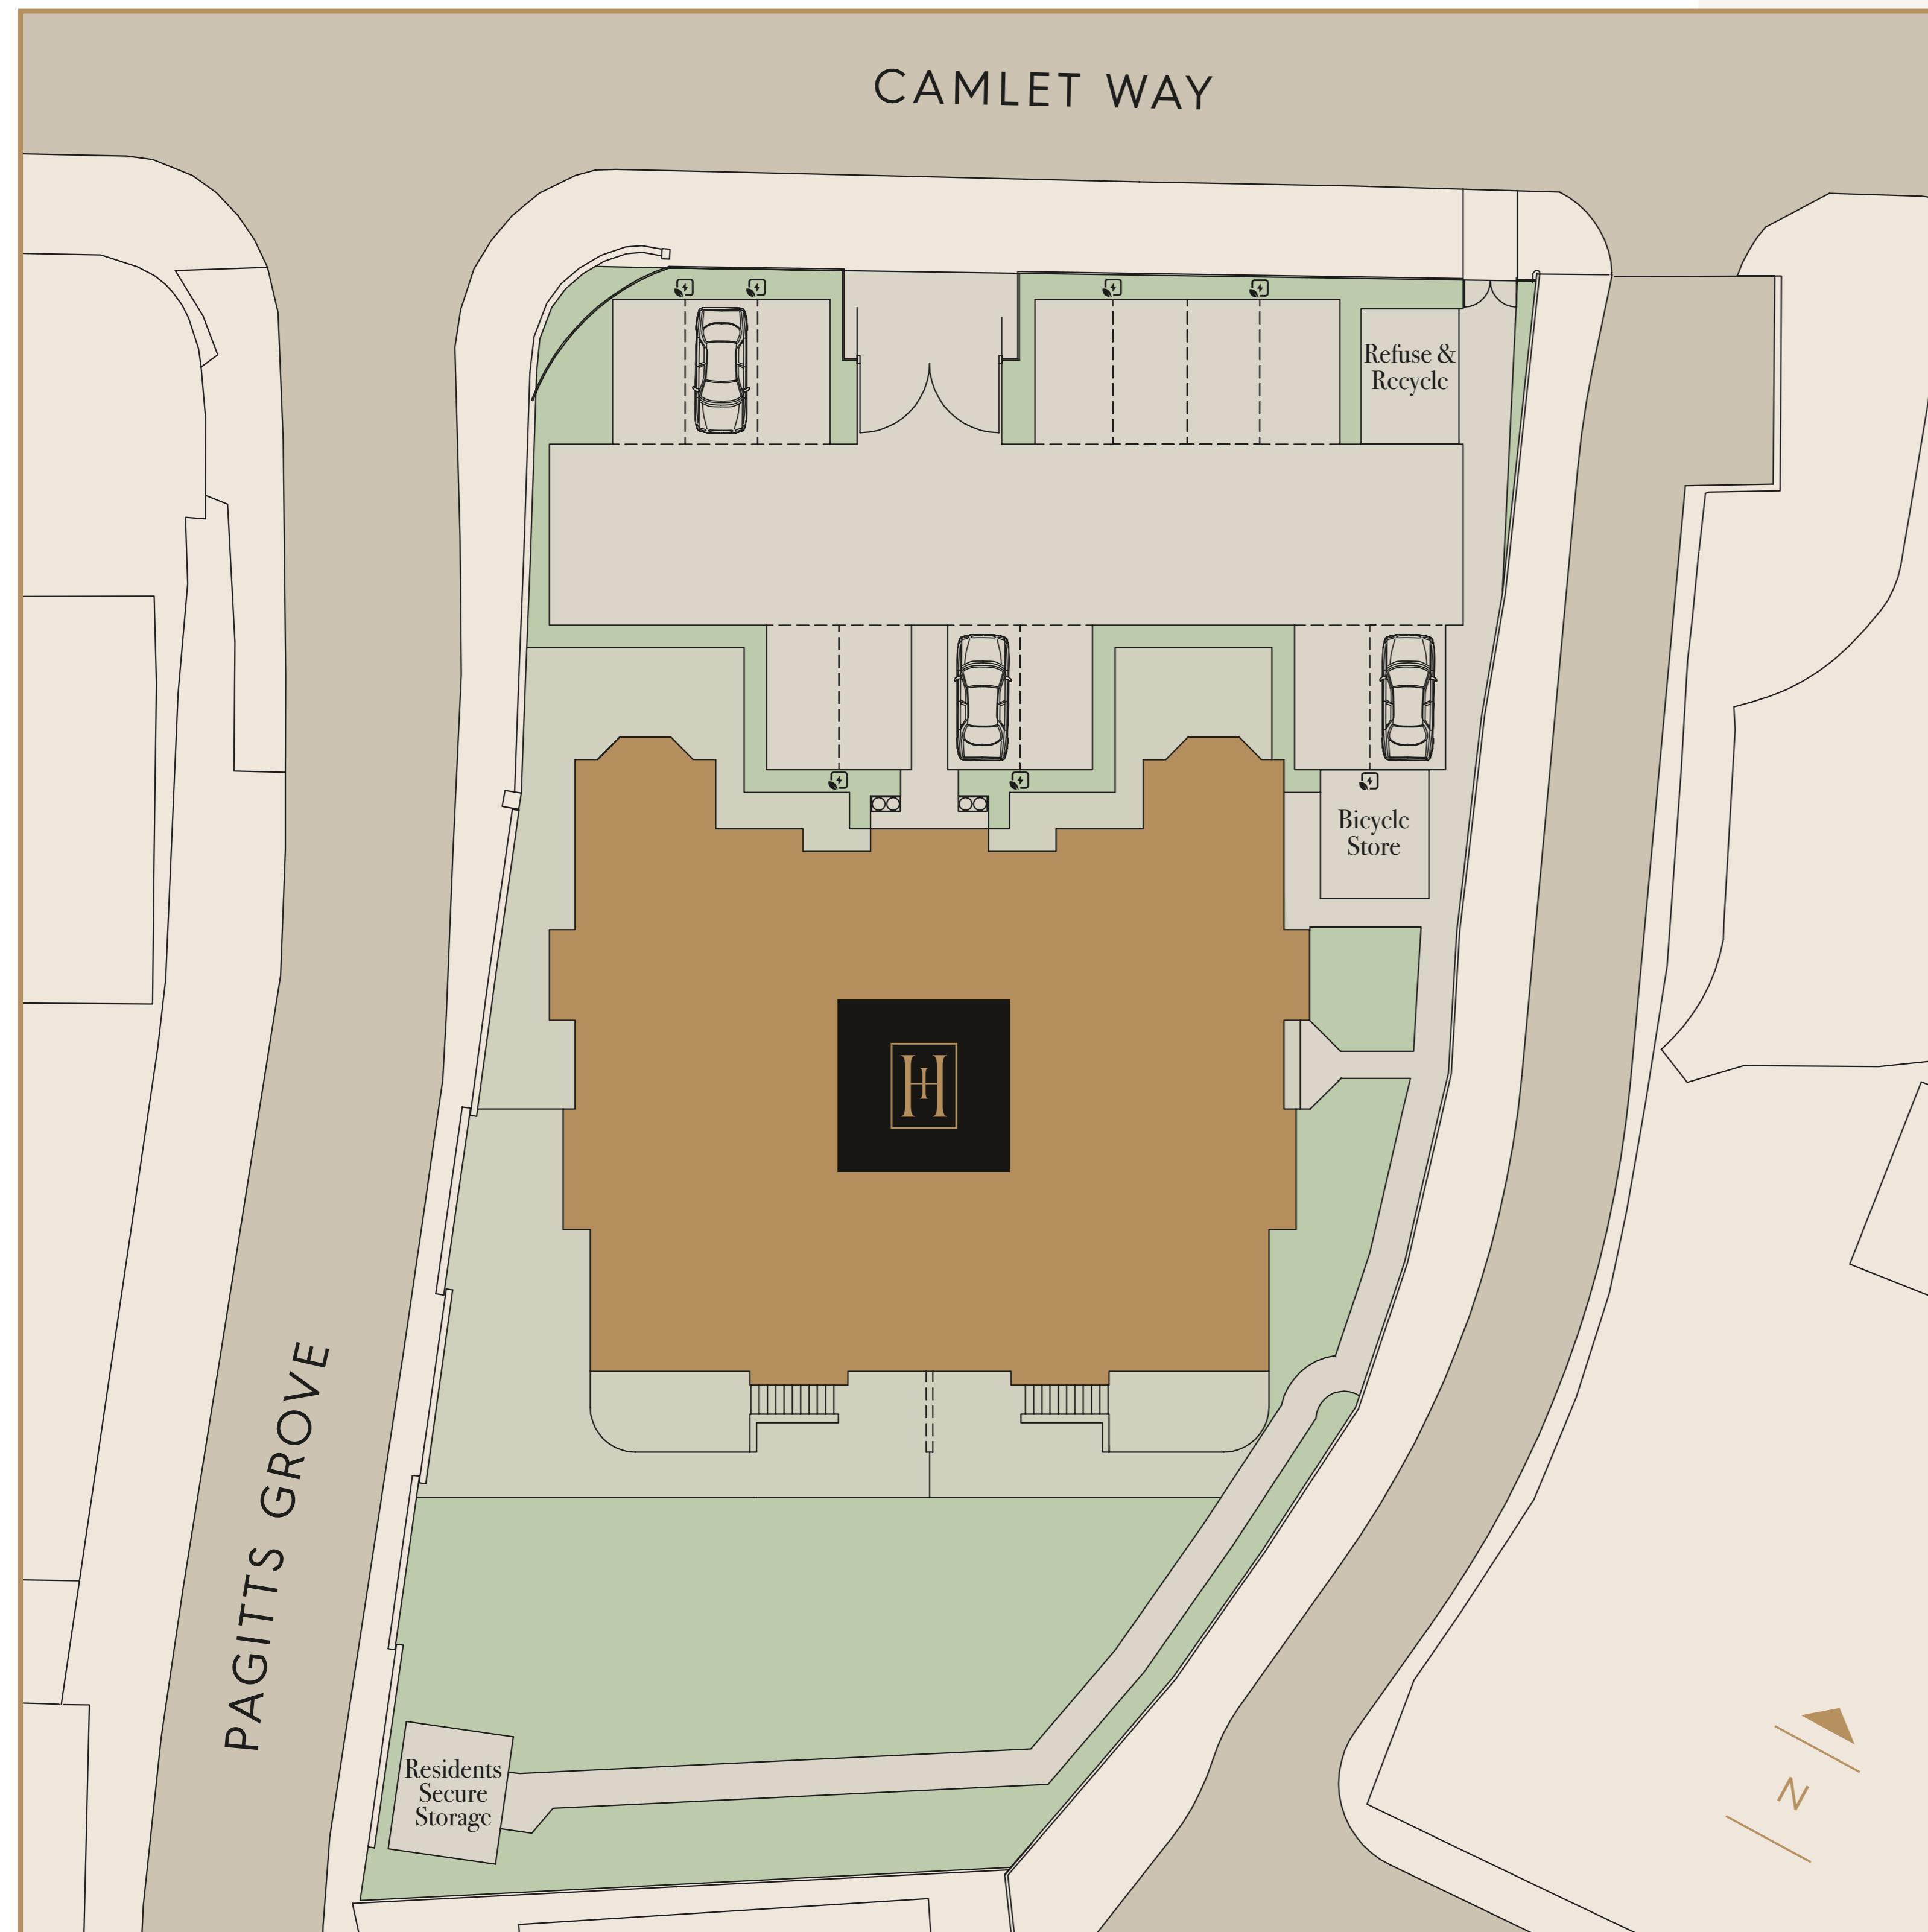 CAMLET WAY
Refuse &
Recycle
Bicycle
Store
H
PAGITTS GROVE
Residents
Secure
Storage
N